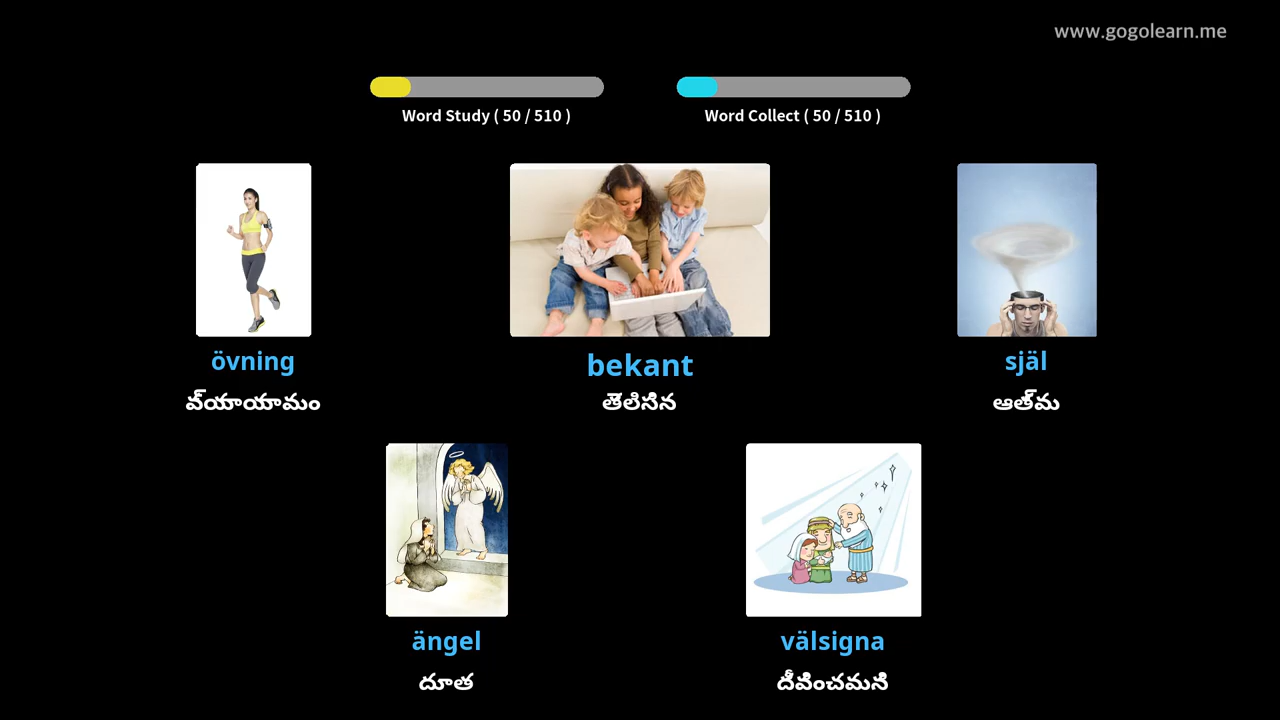 www.gogolearn.me
Word Study ( 50 / 510 )
Word Collect ( 50 / 510 )
övning
వ్యాయామం
bekant
తెలిసిన
själ
ఆత్మ
ängel
దూత
välsigna
దీవించమని